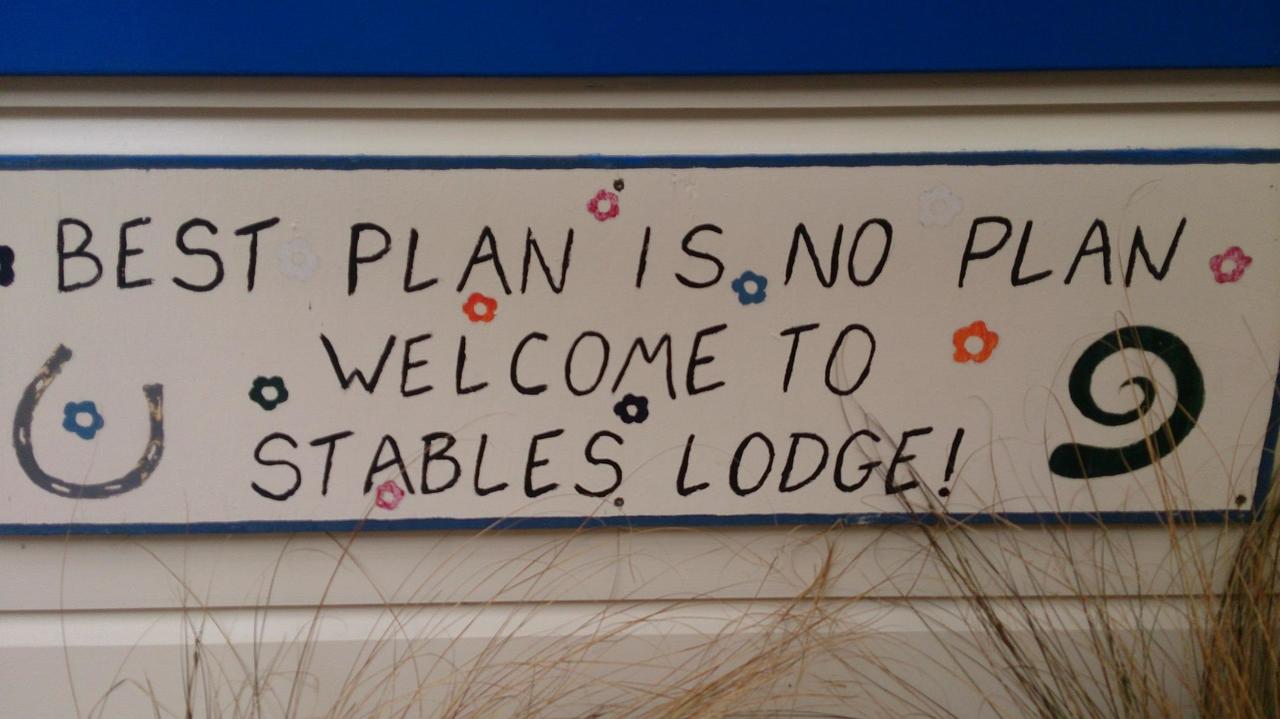 BEST PLAN IS NO PLAN
WELCOME TO
STABLES LODGE!